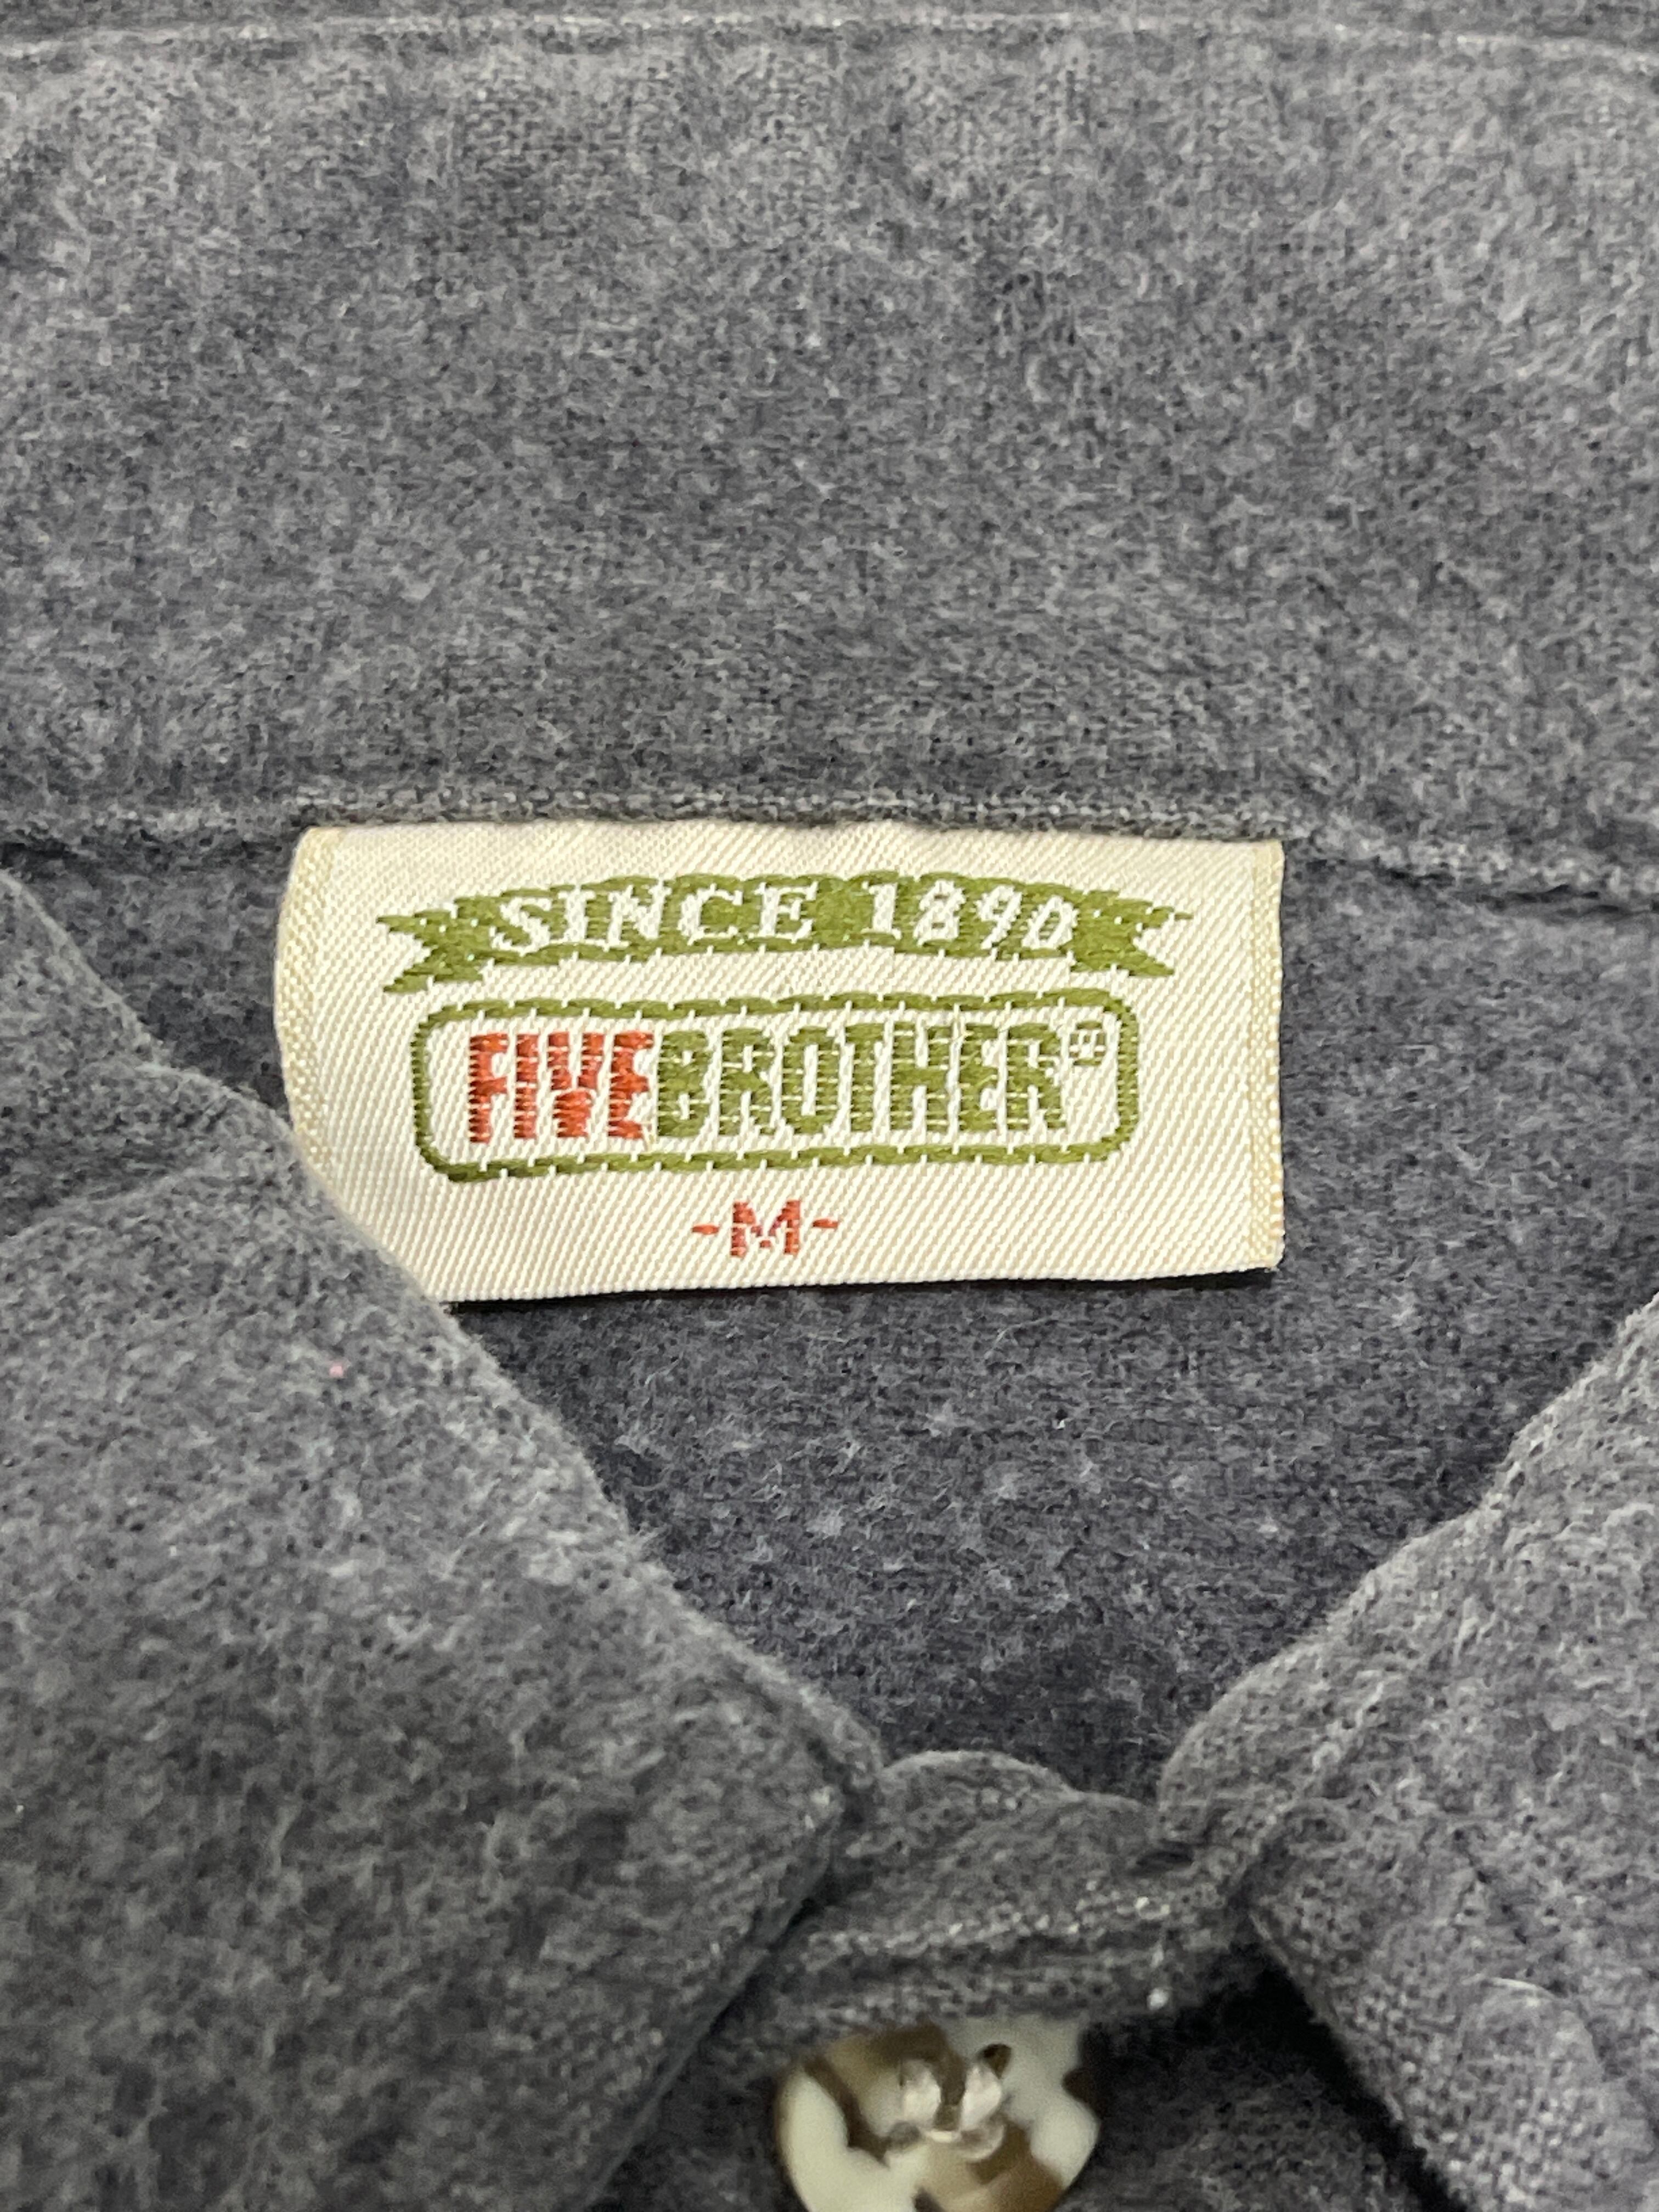 SINCE 1890
FIVEBROTHER®
-M-